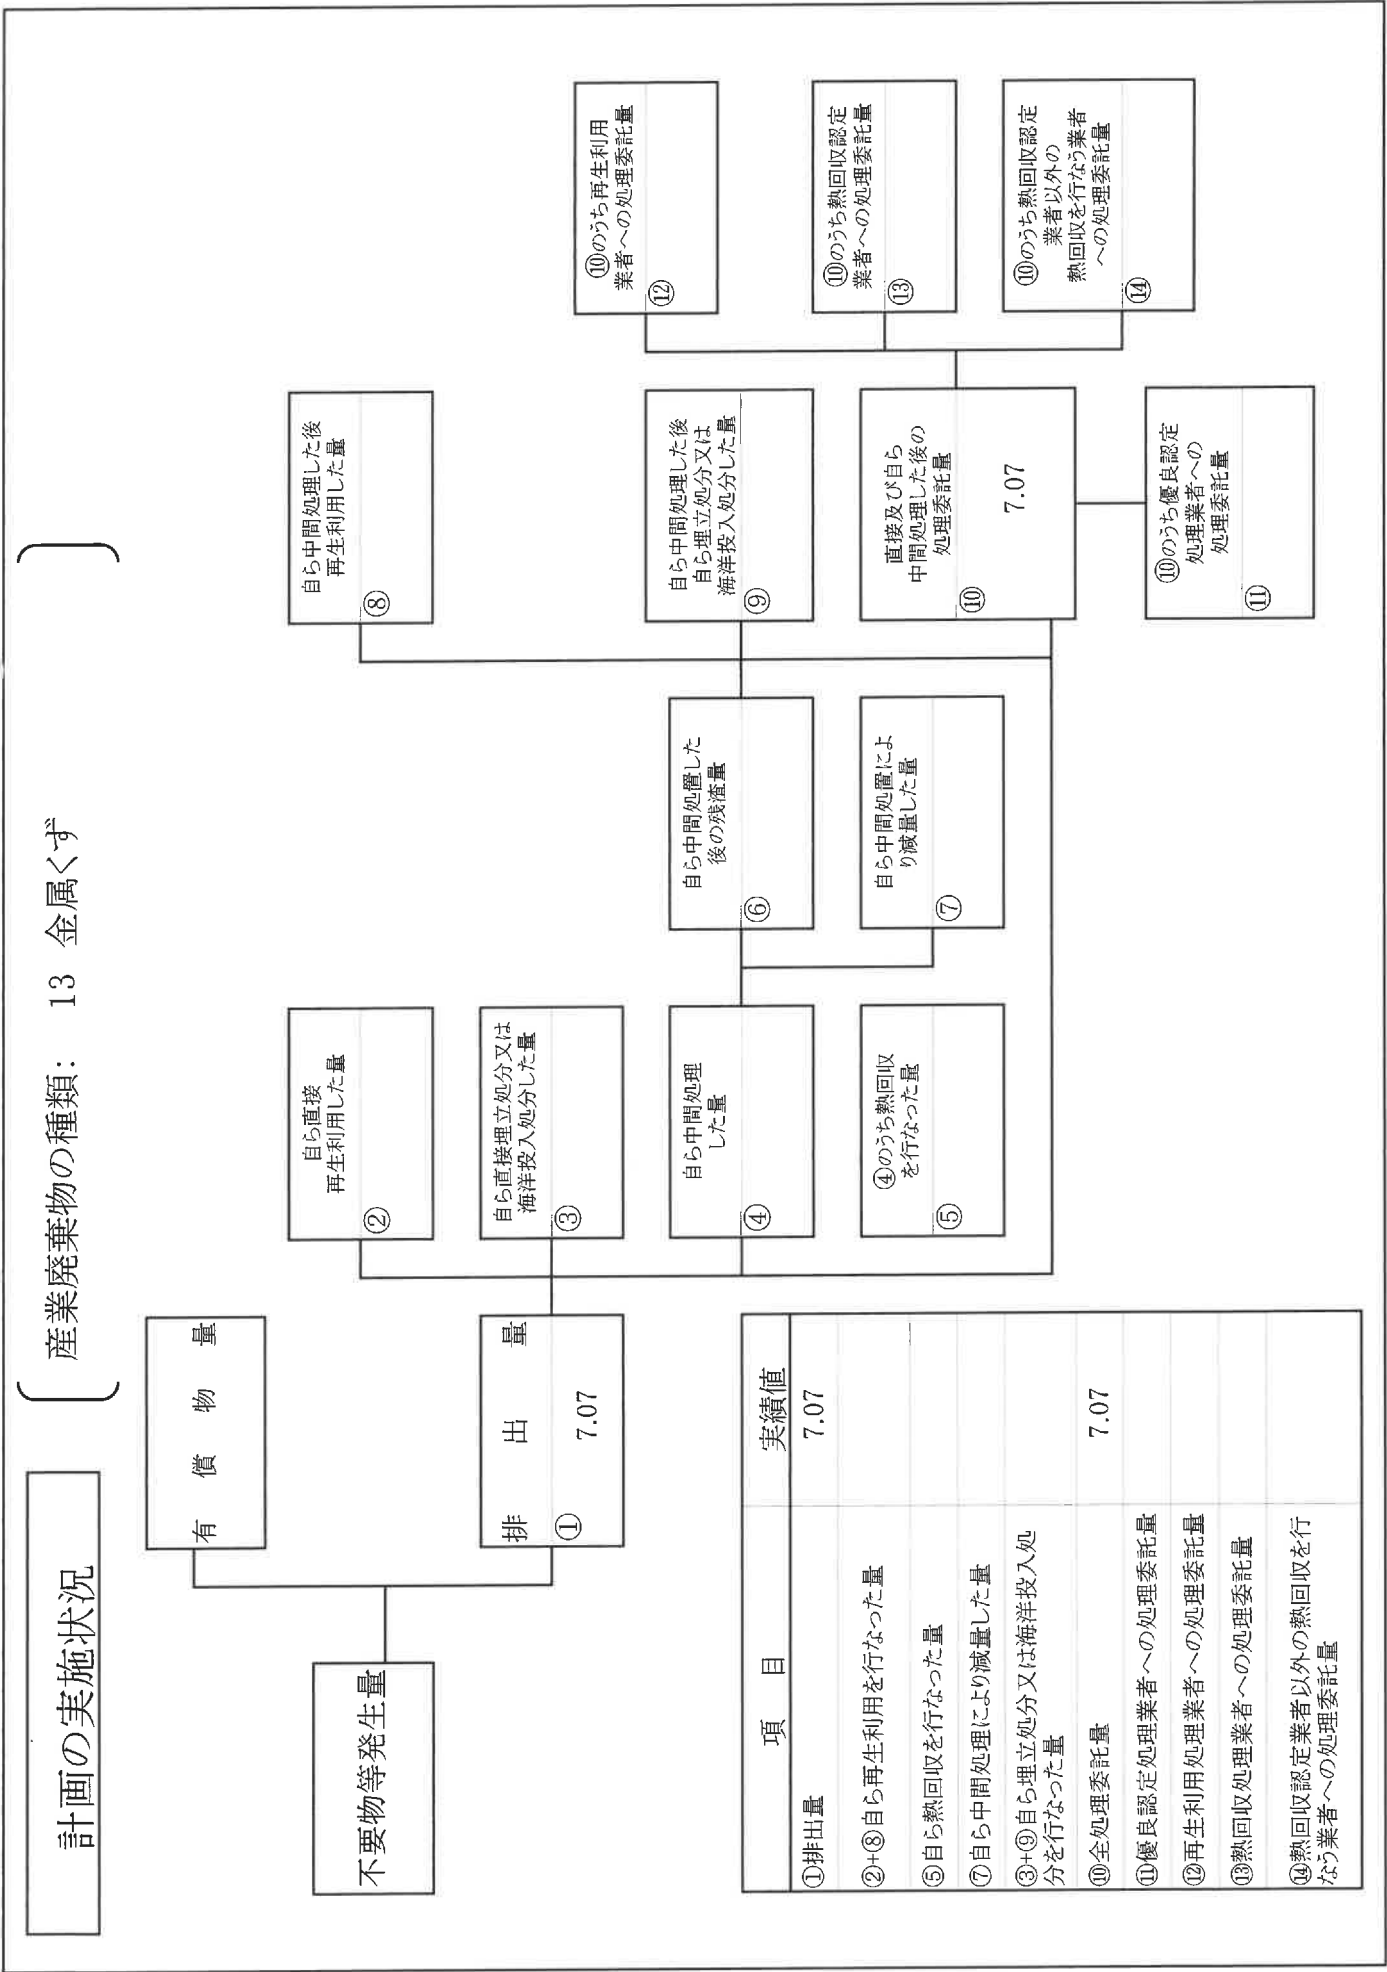 計画の実施状況
産業廃棄物の種類: 13 金属くず
不要物等発生量
有償物量
排出量
①
7.07
自ら直接
再生利用した量
②
自ら直接埋立処分又は
海洋投入処分した量
③
自ら中間処理
した量
④
④のうち熱回収
を行なった量
⑤
自ら中間処置した
後の残渣量
⑥
自ら中間処置によ
り減量した量
⑦
自ら中間処理した後
再生利用した量
⑧
自ら中間処理した後
自ら埋立処分又は
海洋投入処分した量
⑨
直接及び自ら
中間処理した後の
処理委託量
⑩
7.07
⑩のうち優良認定
処理業者への
処理委託量
⑪
⑩のうち再生利用
業者への処理委託量
⑫
⑩のうち熱回収認定
業者への処理委託量
⑬
⑩のうち熱回収認定
業者以外の
熱回収を行なう業者
への処理委託量
⑭
項目 実績値
①排出量 7.07
②+⑧自ら再生利用を行なった量
⑤自ら熱回収を行なった量
⑦自ら中間処理により減量した量
③+⑨自ら埋立処分又は海洋投入処
分を行なった量
⑩全処理委託量 7.07
⑪優良認定処理業者への処理委託量
⑫再生利用処理業者への処理委託量
⑬熱回収処理業者への処理委託量
⑭熱回収認定業者以外の熱回収を行
なう業者への処理委託量